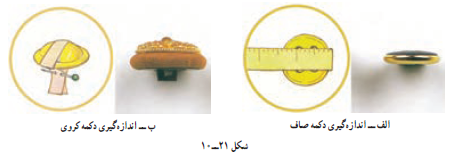 الف ــ اندازه‌گیری دکمه صاف
ب ــ اندازه‌گیری دکمه کروی
شکل ۲۱ــ۱۰